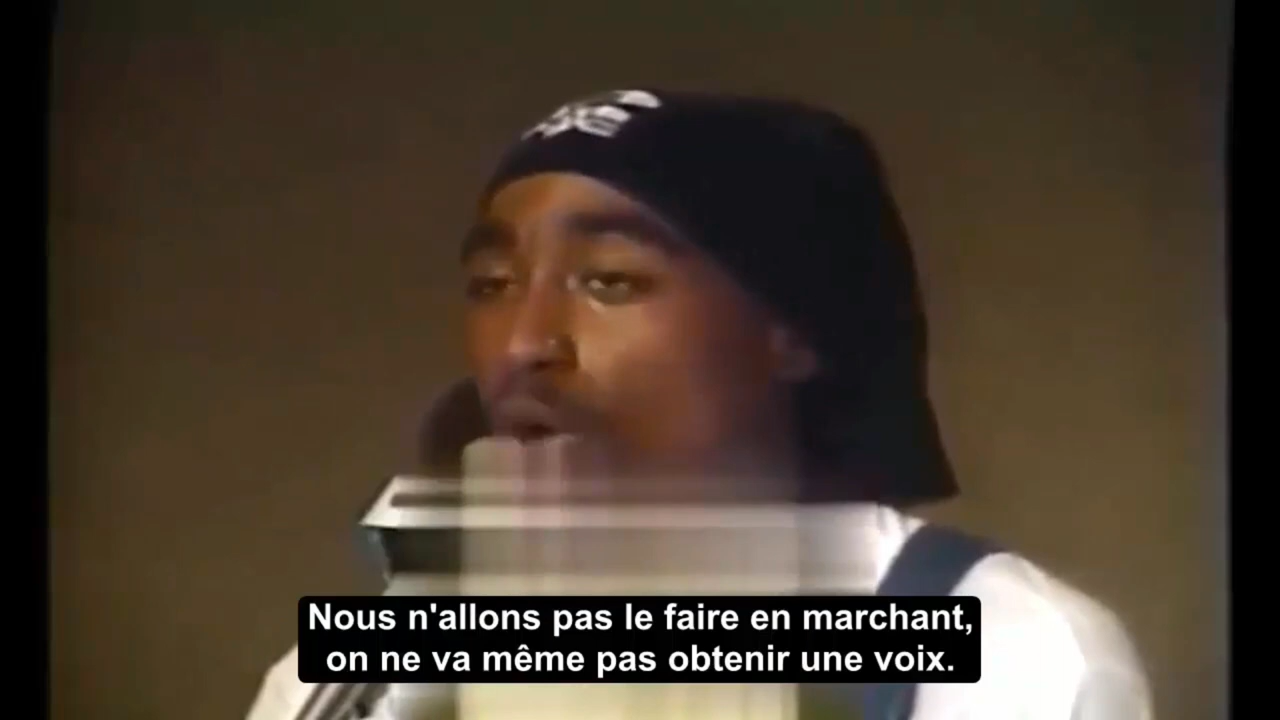 Nous n'allons pas le faire en marchant,
on ne va même pas obtenir une voix.